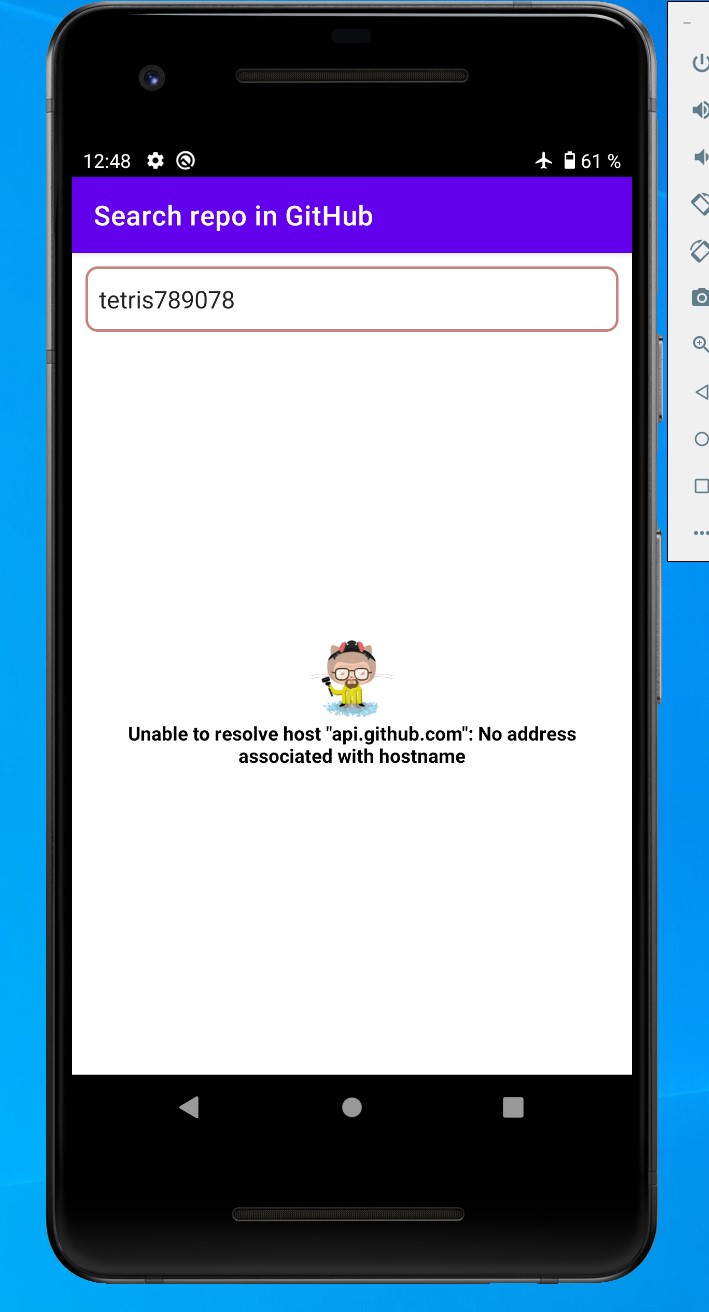 12:48 61 %
Search repo in GitHub
tetris789078
Unable to resolve host "api.github.com": No address
associated with hostname